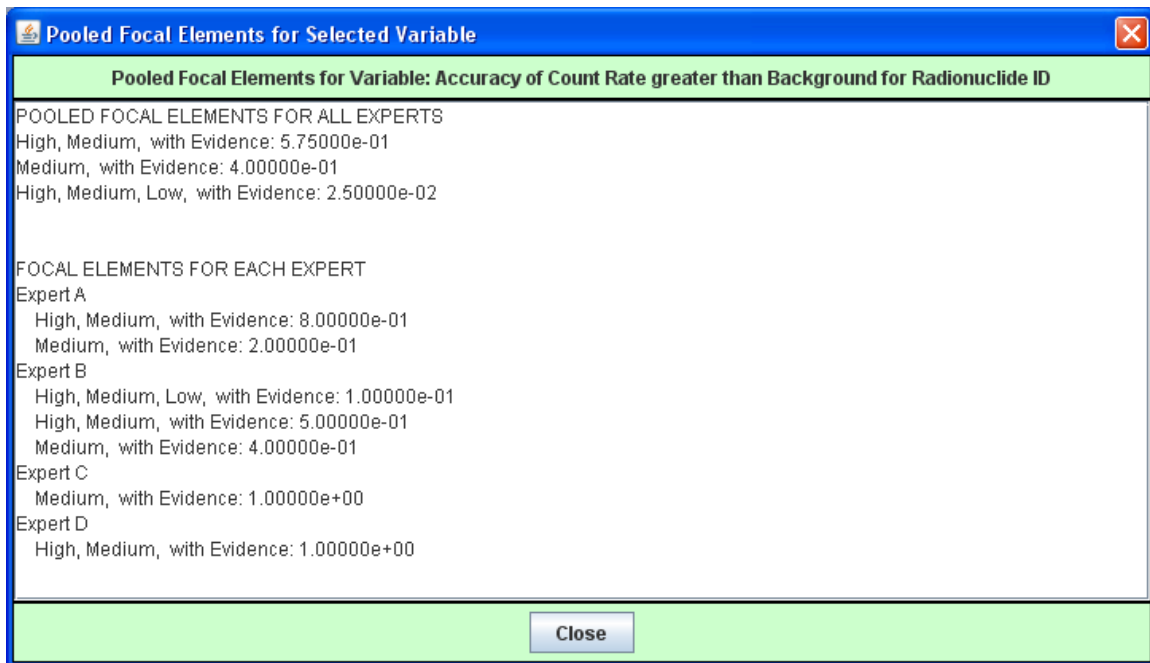 Pooled Focal Elements for Selected Variable
Pooled Focal Elements for Variable: Accuracy of Count Rate greater than Background for Radionuclide ID
POOLED FOCAL ELEMENTS FOR ALL EXPERTS
High, Medium,  with Evidence: 5.75000e-01
Medium,  with Evidence: 4.00000e-01
High, Medium, Low,  with Evidence: 2.50000e-02
FOCAL ELEMENTS FOR EACH EXPERT
Expert A
High, Medium,  with Evidence: 8.00000e-01
Medium,  with Evidence: 2.00000e-01
Expert B
High, Medium, Low,  with Evidence: 1.00000e-01
High, Medium,  with Evidence: 5.00000e-01
Medium,  with Evidence: 4.00000e-01
Expert C
Medium,  with Evidence: 1.00000e+00
Expert D
High, Medium,  with Evidence: 1.00000e+00
Close